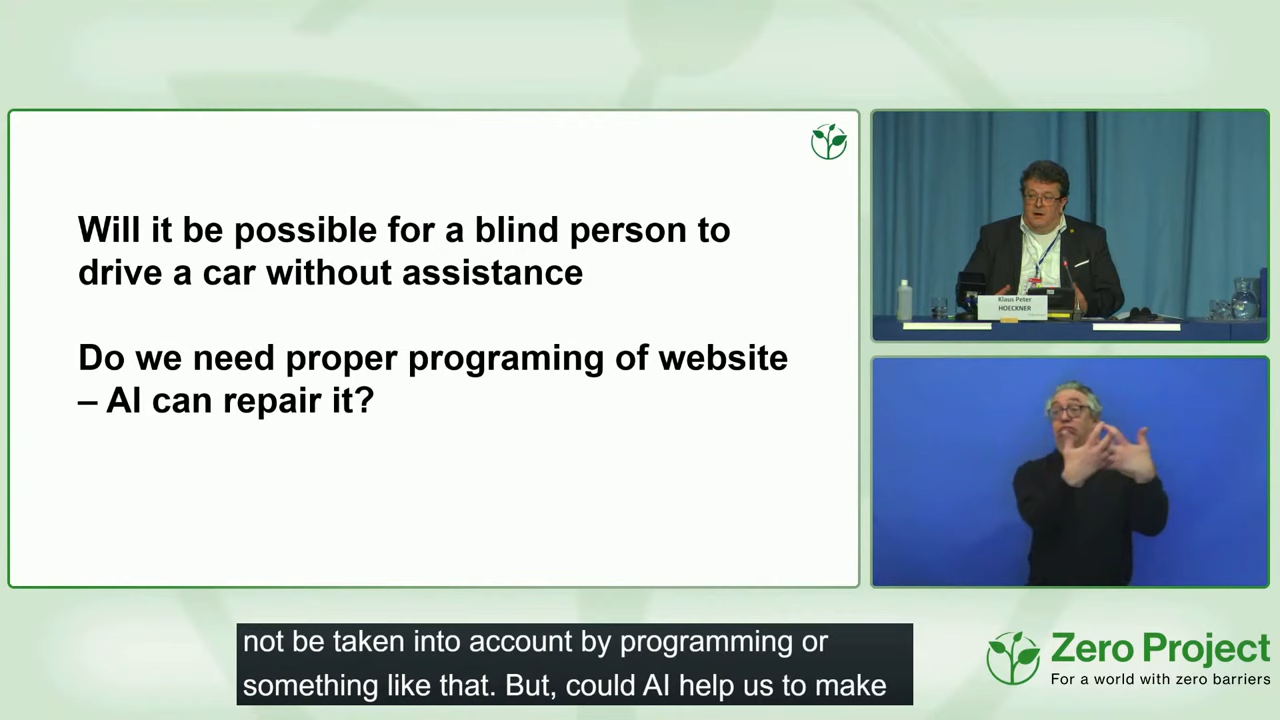 Will it be possible for a blind person to
drive a car without assistance
Do we need proper programing of website
– AI can repair it?
Klaus Peter
HOECKNER
not be taken into account by programming or
something like that. But, could AI help us to make
Zero Project
For a world with zero barriers